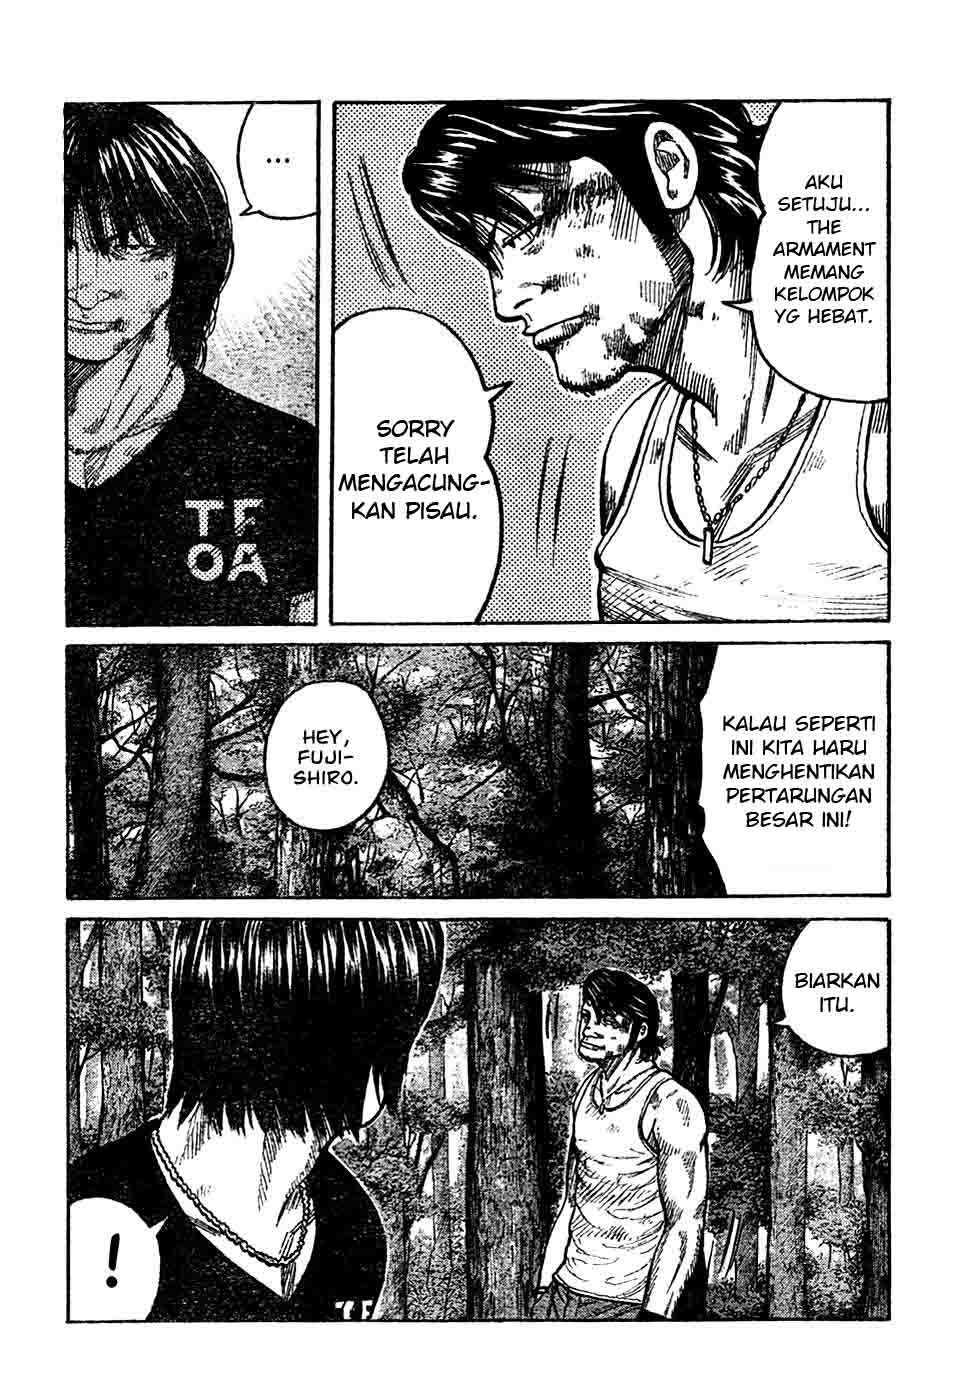 AKU
SETUJU...
THE
ARMAMENT
MEMANG
KELOMPOK
YG HEBAT.
SORRY
TELAH
MENGACUNG-
KAN PISAU.
...
TF
OA
KALAU SEPERTI
INI KITA HARU
MENGHENTIKAN
PERTARUNGAN
BESAR INI!
HEY,
FUJI-
SHIRO.
BIARKAN
ITU.
!
TF